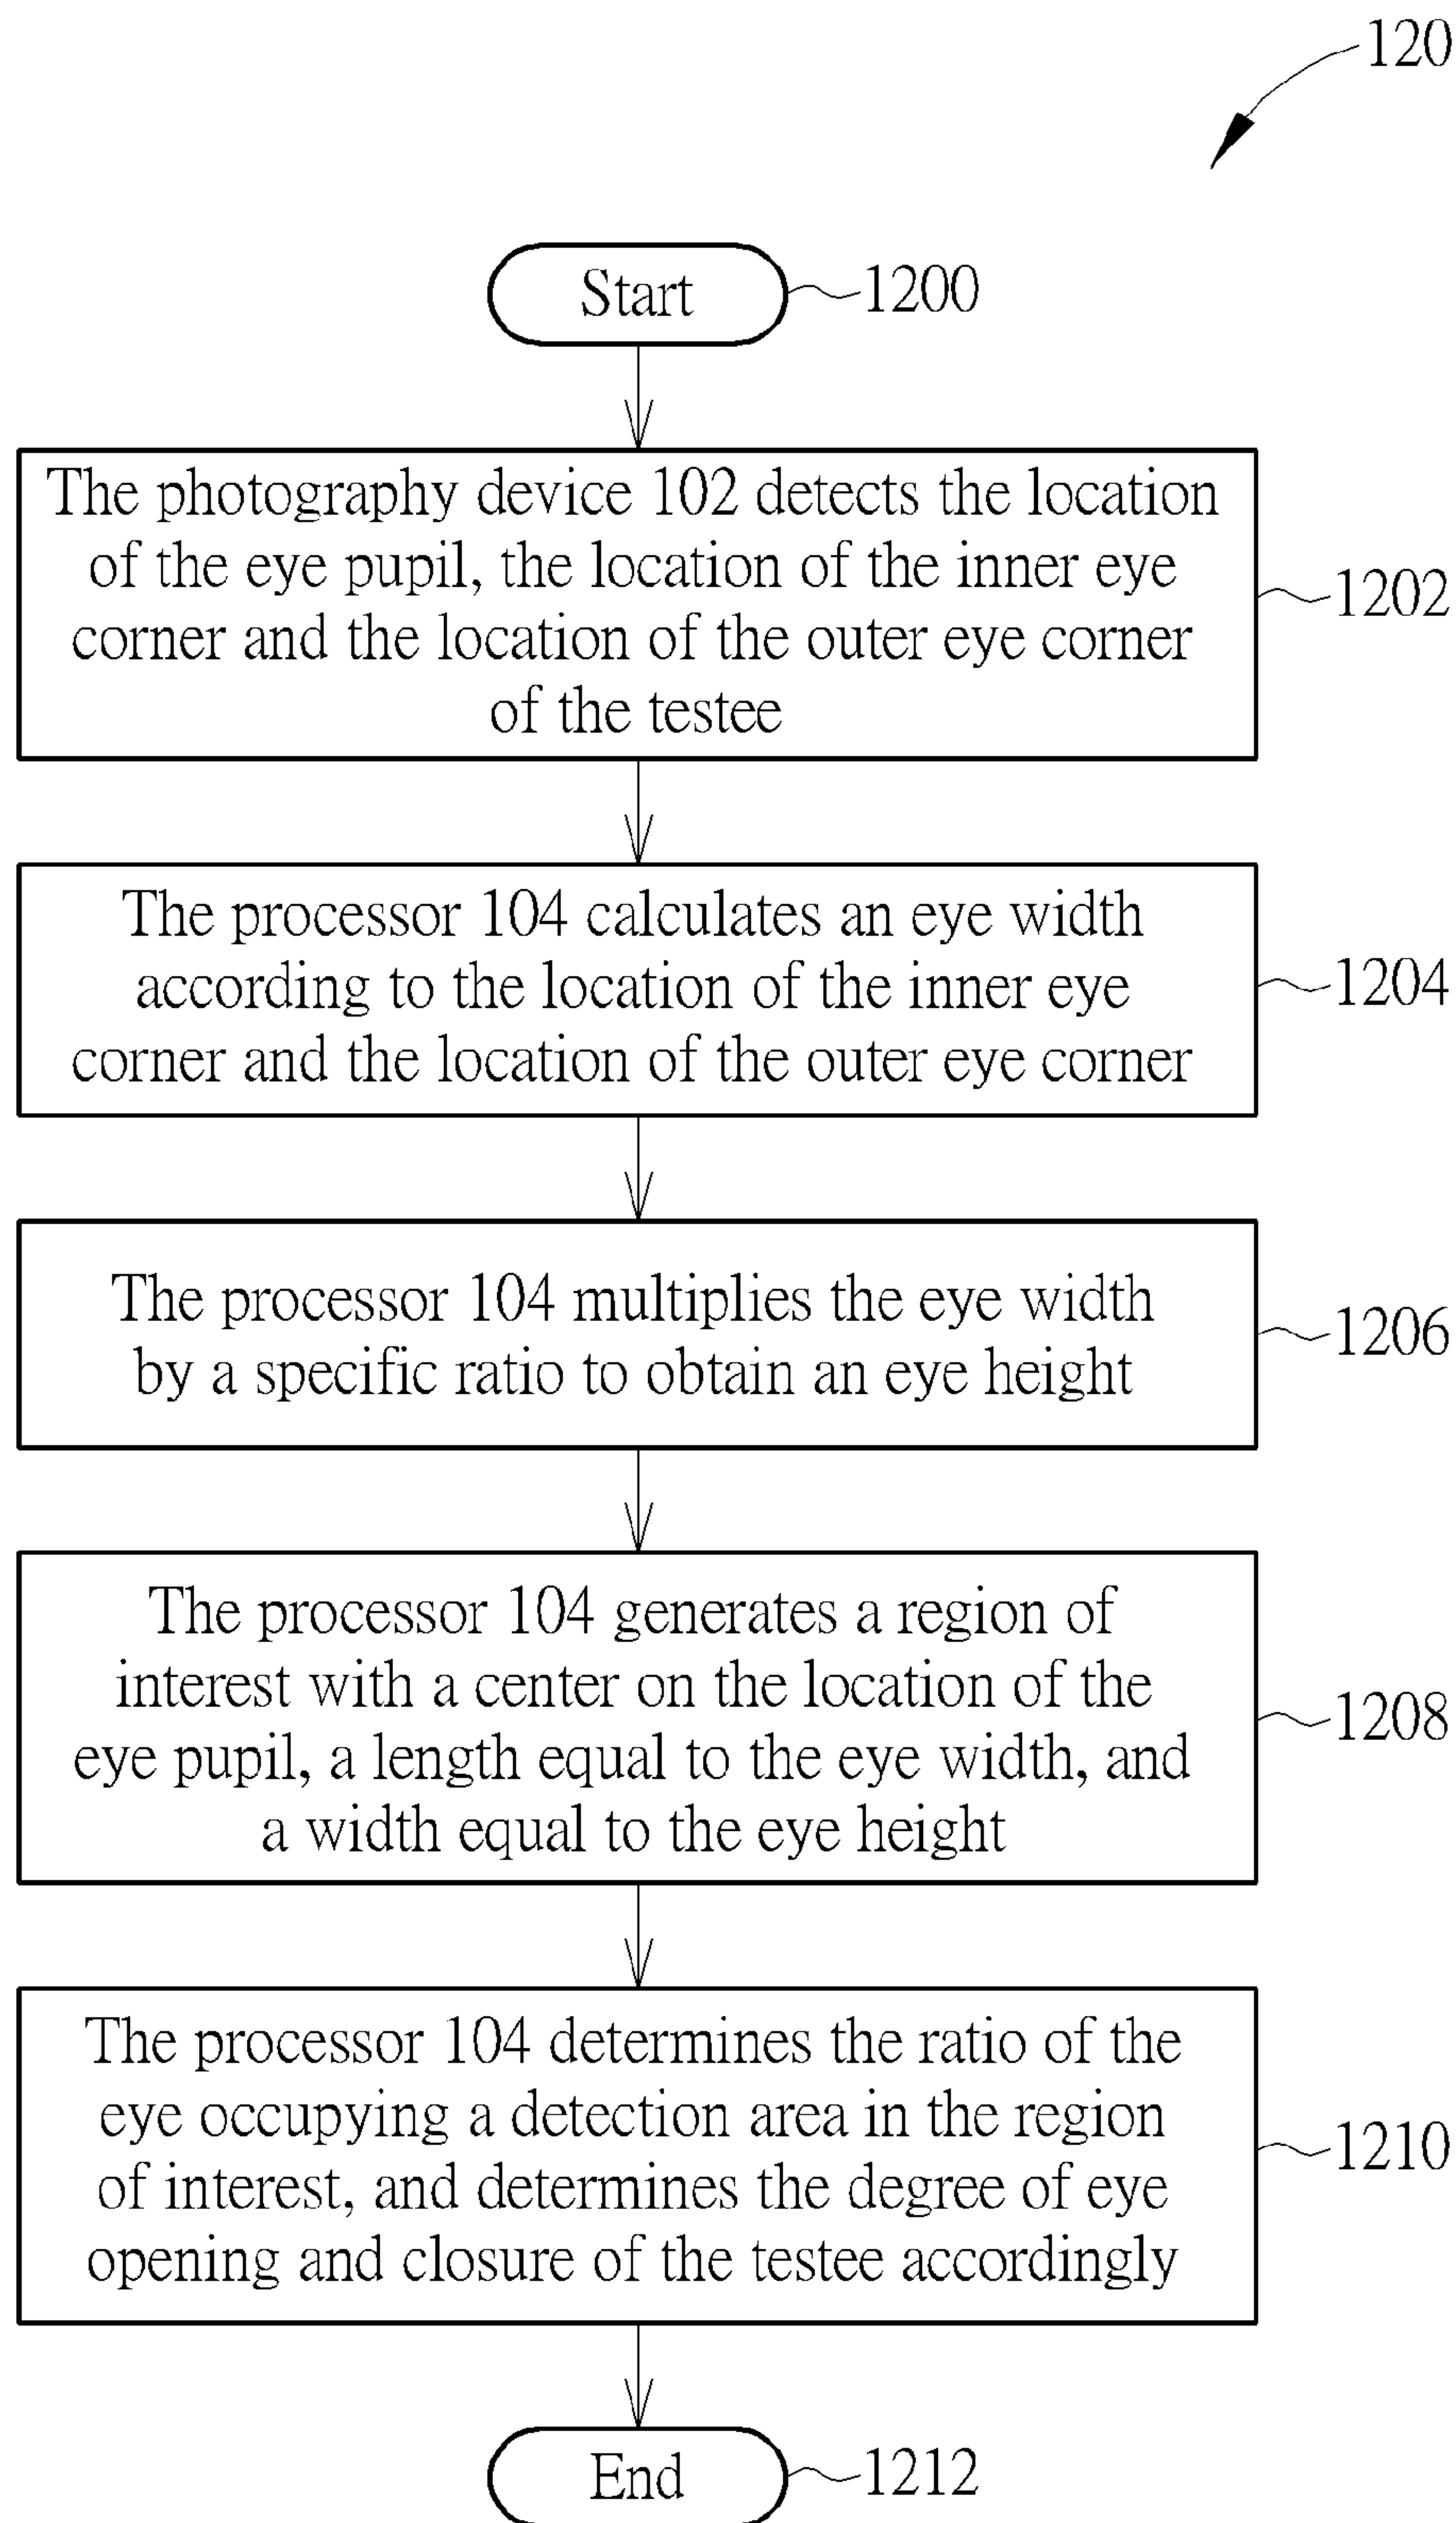 120
Start
1200
The photography device 102 detects the location
of the eye pupil, the location of the inner eye
corner and the location of the outer eye corner
of the testee
1202
The processor 104 calculates an eye width
according to the location of the inner eye
corner and the location of the outer eye corner
1204
The processor 104 multiplies the eye width
by a specific ratio to obtain an eye height
1206
The processor 104 generates a region of
interest with a center on the location of the
eye pupil, a length equal to the eye width, and
a width equal to the eye height
1208
The processor 104 determines the ratio of the
eye occupying a detection area in the region
of interest, and determines the degree of eye
opening and closure of the testee accordingly
1210
End
1212